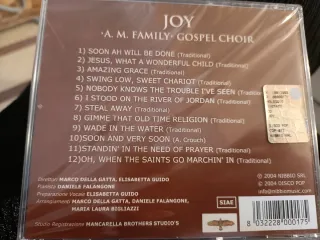 JOY
«A. M. FAMILY» GOSPEL CHOIR
1) SOON AH WILL BE DONE (Traditional)
2) JESUS, WHAT A WONDERFUL CHILD (Traditional)
3) AMAZING GRACE (Traditional)
4) SWING LOW, SWEET CHARIOT (Traditional)
5) NOBODY KNOWS THE TROUBLE I'VE SEEN (Traditional)
6) I STOOD ON THE RIVER OF JORDAN (Traditional)
7) STEAL AWAY (Traditional)
8) GIMME THAT OLD TIME RELIGION (Traditional)
9) WADE IN THE WATER (Traditional)
10) SOON AND VERY SOON (A. Crouch)
11) STANDIN' IN THE NEED OF PRAYER (Traditional)
12) OH, WHEN THE SAINTS GO MARCHIN' IN (Traditional)
Direttori MARCO DELLA GATTA, ELISABETTA GUIDO
Pianista DANIELE FALANGONE
Preparazione Vocale ELISABETTA GUIDO
Arrangiamenti MARCO DELLA GATTA, DANIELE FALANGONE,
MARIA LAURA BIGLIAZZI
Studio Registrazione MANCARELLA BROTHERS STUDIO'S
SIAE
℗ 2004 NIBBIO SRL
© 2004 DISCO POP
8 032228 000175